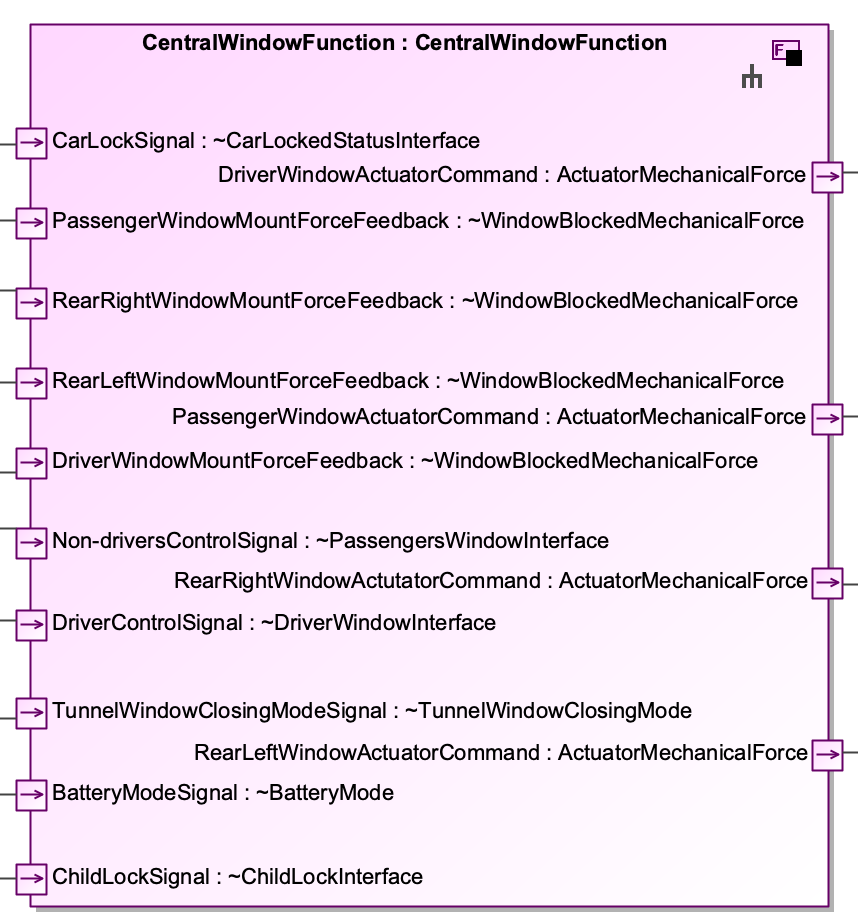 CentralWindowFunction : CentralWindowFunction
F
CarLockSignal : ~CarLockedStatusInterface
DriverWindowActuatorCommand : ActuatorMechanicalForce
PassengerWindowMountForceFeedback : ~WindowBlockedMechanicalForce
RearRightWindowMountForceFeedback : ~WindowBlockedMechanicalForce
RearLeftWindowMountForceFeedback : ~WindowBlockedMechanicalForce
PassengerWindowActuatorCommand : ActuatorMechanicalForce
DriverWindowMountForceFeedback : ~WindowBlockedMechanicalForce
Non-driversControlSignal : ~PassengersWindowInterface
RearRightWindowActutatorCommand : ActuatorMechanicalForce
DriverControlSignal : ~DriverWindowInterface
TunnelWindowClosingModeSignal : ~TunnelWindowClosingMode
RearLeftWindowActuatorCommand : ActuatorMechanicalForce
BatteryModeSignal : ~BatteryMode
ChildLockSignal : ~ChildLockInterface